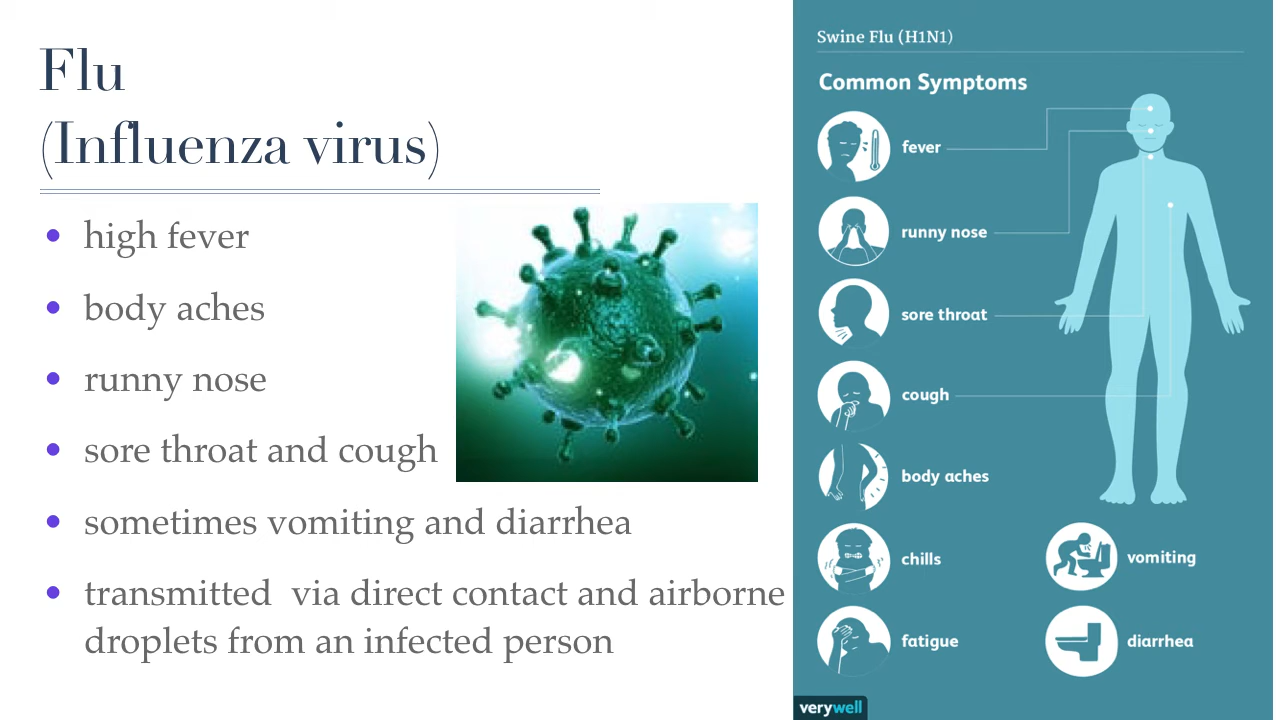 Flu
(Influenza virus)
• high fever
• body aches
• runny nose
• sore throat and cough
• sometimes vomiting and diarrhea
• transmitted  via direct contact and airborne
droplets from an infected person
Swine Flu (H1N1)
Common Symptoms
fever
runny nose
sore throat
cough
body aches
chills
fatigue
vomiting
diarrhea
verywell